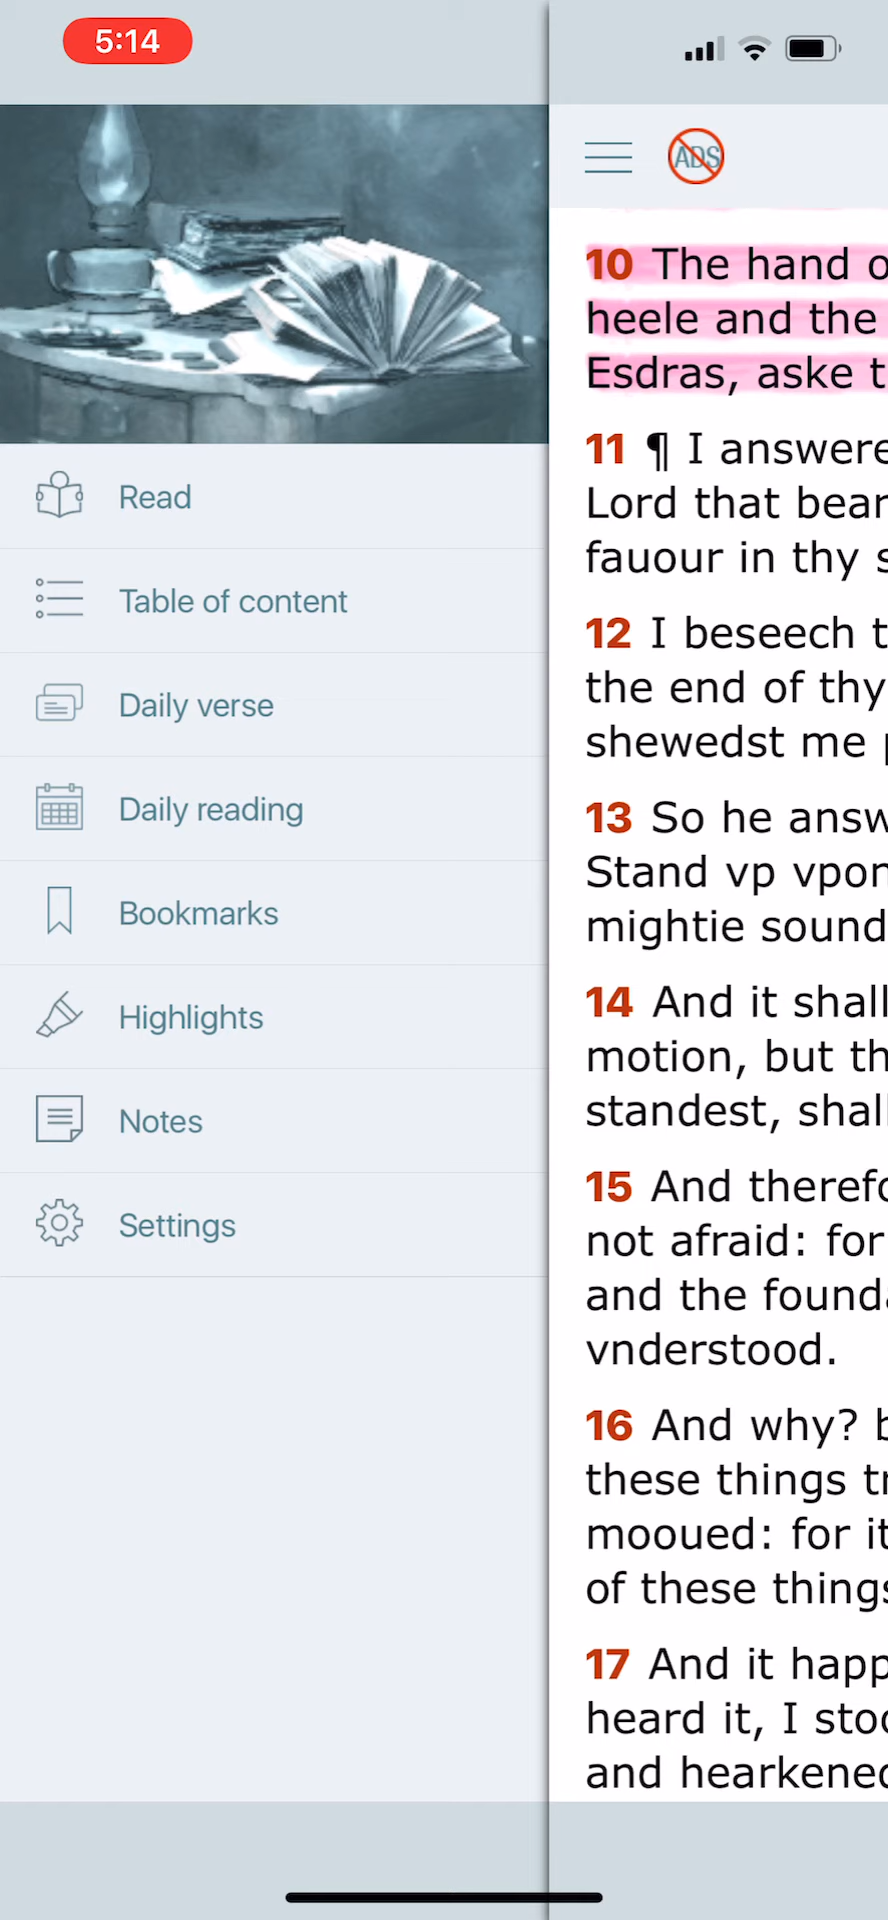 5:14
Read
Table of content
Daily verse
Daily reading
Bookmarks
Highlights
Notes
Settings
ADS
10 The hand o
heele and the
Esdras, aske t
11 ¶ I answere
Lord that bear
fauour in thy s
12 I beseech t
the end of thy
shewedst me p
13 So he answ
Stand vp vpon
mightie sound
14 And it shall
motion, but th
standest, shall
15 And therefo
not afraid: for
and the founda
vnderstood.
16 And why? b
these things tr
mooued: for it
of these things
17 And it happ
heard it, I stoo
and hearkened